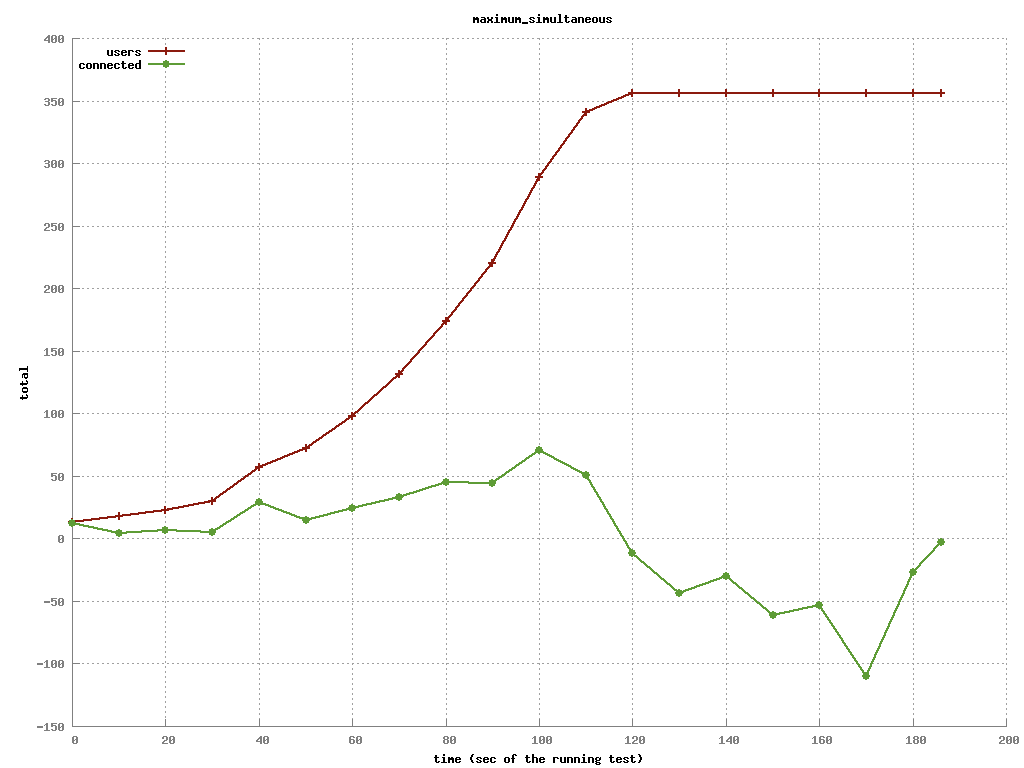 maximum_simultaneous
400
users
connected
350
300
250
200
150
total
100
50
0
-50
-100
-150
0 20 40 60 80 100 120 140 160 180 200
time (sec of the running test)